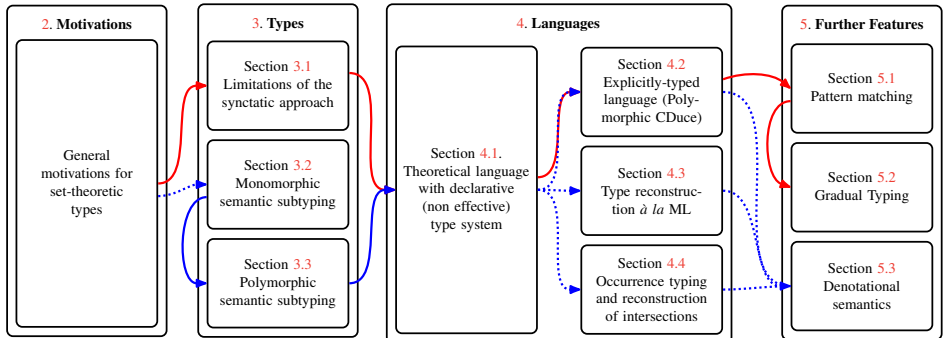 2. Motivations
General
motivations for
set-theoretic
types
3. Types
Section 3.1
Limitations of the
synctatic approach
Section 3.2
Monomorphic
semantic subtyping
Section 3.3
Polymorphic
semantic subtyping
4. Languages
Section 4.1.
Theoretical language
with declarative
(non effective)
type system
Section 4.2
Explicitly-typed
language (Poly-
morphic CDuce)
Section 4.3
Type reconstruc-
tion à la ML
Section 4.4
Occurrence typing
and reconstruction
of intersections
5. Further Features
Section 5.1
Pattern matching
Section 5.2
Gradual Typing
Section 5.3
Denotational
semantics